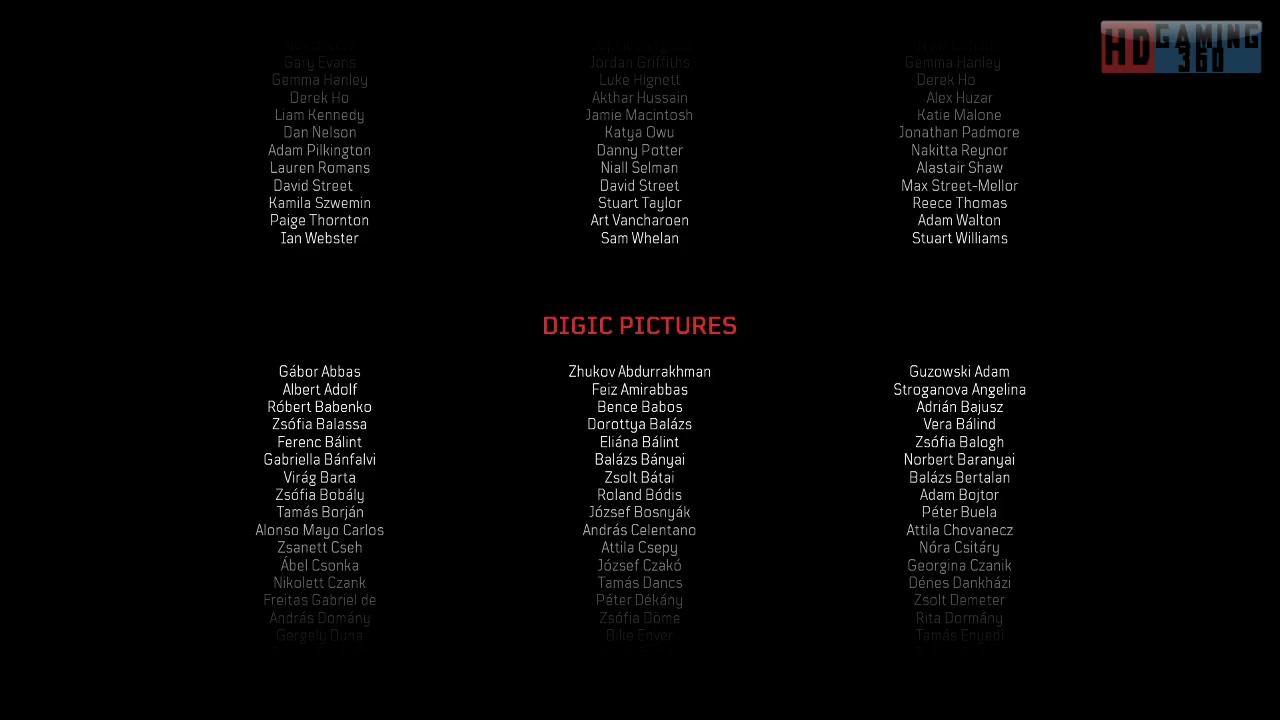 HD GAMING 360
Gary Evans Jordan Griffiths Gemma Hanley
Gemma Hanley Luke Hignett Derek Ho
Derek Ho Akthar Hussain Alex Huzar
Liam Kennedy Jamie Macintosh Katie Malone
Dan Nelson Katya Owu Jonathan Padmore
Adam Pilkington Danny Potter Nakitta Reynor
Lauren Romans Niall Selman Alastair Shaw
David Street David Street Max Street-Mellor
Kamila Szwemin Stuart Taylor Reece Thomas
Paige Thornton Art Vancharoen Adam Walton
Ian Webster Sam Whelan Stuart Williams
DIGIC PICTURES
Gábor Abbas Zhukov Abdurrakhman Guzowski Adam
Albert Adolf Feiz Amirabbas Stroganova Angelina
Róbert Babenko Bence Babos Adrián Bajusz
Zsófia Balassa Dorottya Balázs Vera Bálind
Ferenc Bálint Eliána Bálint Zsófia Balogh
Gabriella Bánfalvi Balázs Bányai Norbert Baranyai
Virág Barta Zsolt Bátai Balázs Bertalan
Zsófia Bobály Roland Bódis Adam Bojtor
Tamás Borján József Bosnyák Péter Buela
Alonso Mayo Carlos András Celentano Attila Chovanecz
Zsanett Cseh Attila Csepy Nóra Csitáry
Ábel Csonka József Czakó Georgina Czanik
Nikolett Czank Tamás Dancs Dénes Dankházi
Freitas Gabriel de Péter Dékány Zsolt Demeter
András Domány Zsófia Döme Rita Dormány
Gergely Duna Bike Enver Tamás Enyedi